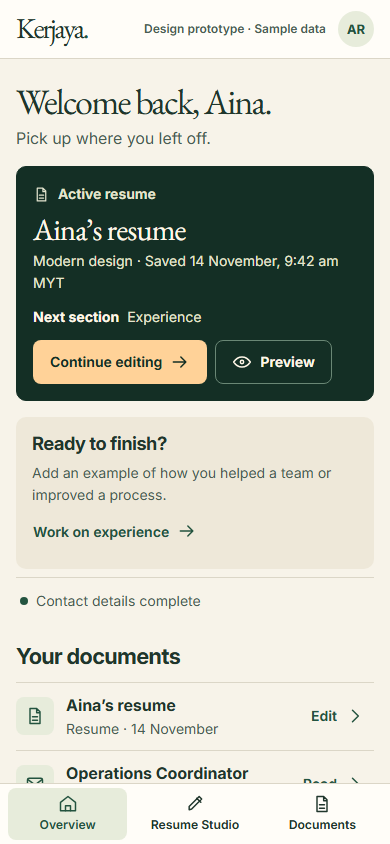 Kerjaya.
Design prototype · Sample data
AR
Welcome back, Aina.
Pick up where you left off.
Active resume
Aina’s resume
Modern design · Saved 14 November, 9:42 am
MYT
Next section Experience
Continue editing
Preview
Ready to finish?
Add an example of how you helped a team or
improved a process.
Work on experience
Contact details complete
Your documents
Aina’s resume
Edit
Resume · 14 November
Operations Coordinator
Read
Overview
Resume Studio
Documents